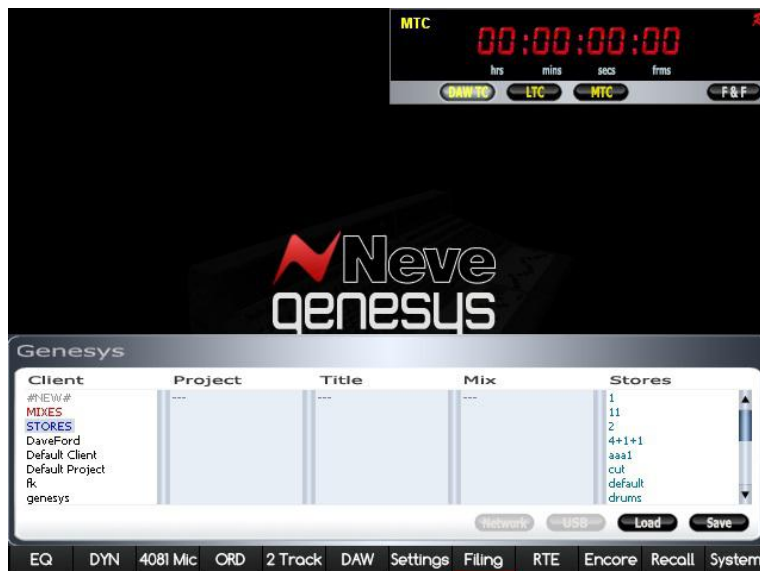 MTC
00:00:00:00
hrs mins secs frms
DAW TC LTC MTC F & F
Neve
genesys
Genesys
Client Project Title Mix Stores
#NEW# --- --- --- 1
MIXES 11
STORES 2
DaveFord 4+1+1
Default Client aaa1
Default Project cut
fk default
genesys drums
Network USB Load Save
EQ DYN 4081 Mic ORD 2 Track DAW Settings Filing RTE Encore Recall System